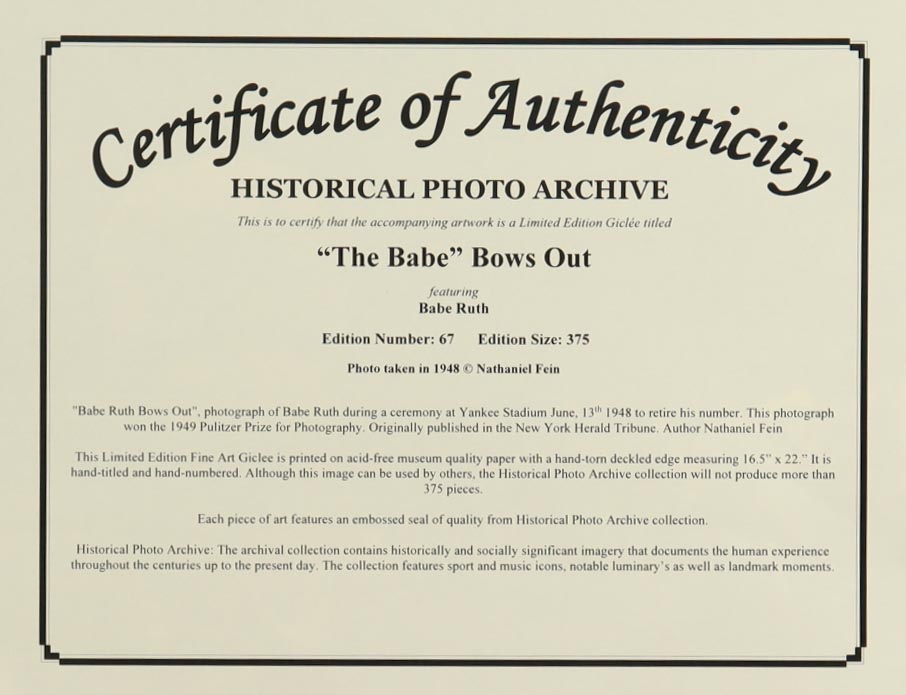 Certificate of Authenticity
HISTORICAL PHOTO ARCHIVE
This is to certify that the accompanying artwork is a Limited Edition Giclée titled
“The Babe” Bows Out
featuring
Babe Ruth
Edition Number: 67 Edition Size: 375
Photo taken in 1948 © Nathaniel Fein
"Babe Ruth Bows Out", photograph of Babe Ruth during a ceremony at Yankee Stadium June, 13th 1948 to retire his number. This photograph
won the 1949 Pulitzer Prize for Photography. Originally published in the New York Herald Tribune. Author Nathaniel Fein
This Limited Edition Fine Art Giclee is printed on acid-free museum quality paper with a hand-torn deckled edge measuring 16.5” x 22.” It is
hand-titled and hand-numbered. Although this image can be used by others, the Historical Photo Archive collection will not produce more than
375 pieces.
Each piece of art features an embossed seal of quality from Historical Photo Archive collection.
Historical Photo Archive: The archival collection contains historically and socially significant imagery that documents the human experience
throughout the centuries up to the present day. The collection features sport and music icons, notable luminary’s as well as landmark moments.